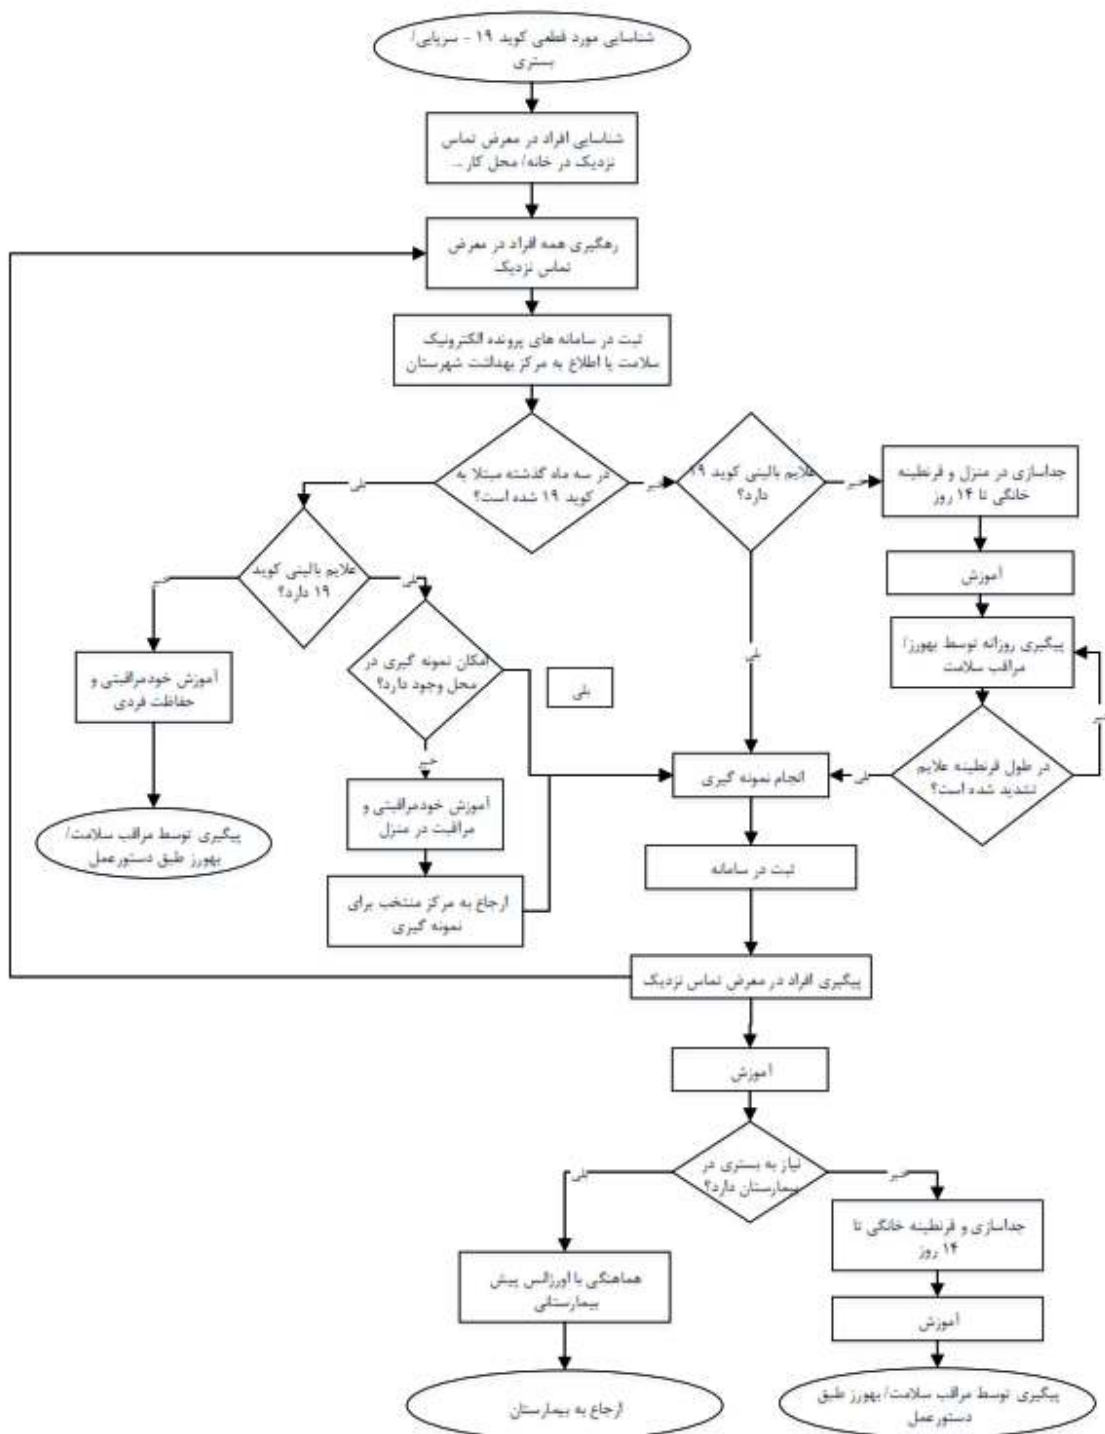 شناسایی مورد قطعی کوید ۱۹ - سرپایی/
بستری
شناسایی افراد در معرض تماس
نزدیک در خانه/ محل کار ...
رهگیری همه افراد در معرض
تماس نزدیک
ثبت در سامانه های پرونده الکترونیک
سلامت یا اطلاع به مرکز بهداشت شهرستان
در سه ماه گذشته مبتلا به
کوید ۱۹ شده است؟
بلی
خیر
علایم بالینی کوید ۱۹
دارد؟
خیر
بلی
جداسازی در منزل و قرنطینه
خانگی تا ۱۴ روز
آموزش
پیگیری روزانه توسط بهورز/
مراقب سلامت
در طول قرنطینه علایم
تشدید شده است؟
بلی
خیر
علایم بالینی کوید
۱۹ دارد؟
خیر
بلی
آموزش خودمراقبتی و
حفاظت فردی
پیگیری توسط مراقب سلامت/
بهورز طبق دستورعمل
امکان نمونه گیری در
محل وجود دارد؟
بلی
خیر
آموزش خودمراقبتی و
مراقبت در منزل
ارجاع به مرکز منتخب برای
نمونه گیری
انجام نمونه گیری
ثبت در سامانه
پیگیری افراد در معرض تماس نزدیک
آموزش
نیاز به بستری در
بیمارستان دارد؟
بلی
خیر
هماهنگی با اورژانس پیش
بیمارستانی
ارجاع به بیمارستان
جداسازی و قرنطینه خانگی تا
۱۴ روز
آموزش
پیگیری توسط مراقب سلامت/ بهورز طبق
دستورعمل